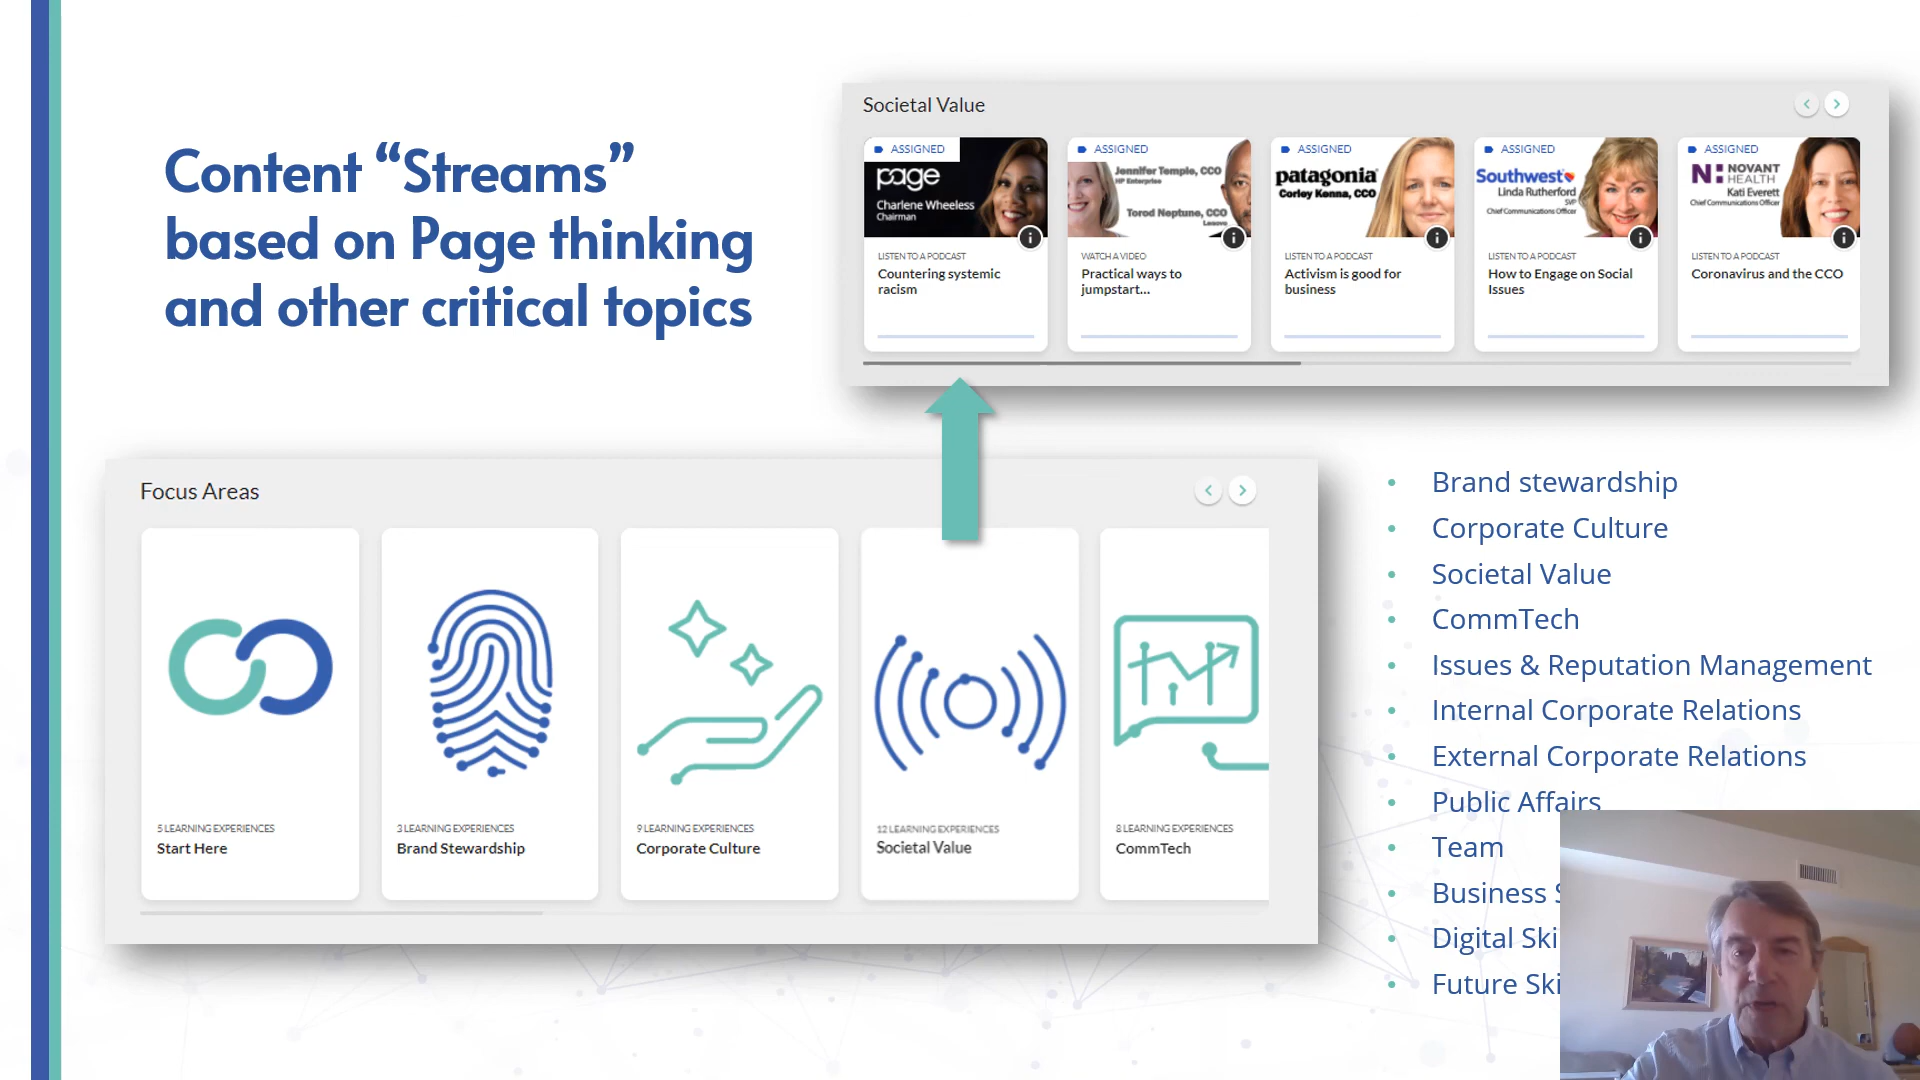 Content “Streams”
based on Page thinking
and other critical topics
Societal Value
ASSIGNED
page
Charlene Wheeless
Chairman
LISTEN TO A PODCAST
Countering systemic
racism
ASSIGNED
Jennifer Temple, CCO
HP Enterprise
Torod Neptune, CCO
Lenovo
WATCH A VIDEO
Practical ways to
jumpstart...
ASSIGNED
patagonia
Corley Kenna, CCO
LISTEN TO A PODCAST
Activism is good for
business
ASSIGNED
Southwest
Linda Rutherford
SVP
Chief Communications Officer
LISTEN TO A PODCAST
How to Engage on Social
Issues
ASSIGNED
NOVANT
HEALTH
Kati Everett
Chief Communications Officer
LISTEN TO A PODCAST
Coronavirus and the CCO
Focus Areas
5 LEARNING EXPERIENCES
Start Here
3 LEARNING EXPERIENCES
Brand Stewardship
9 LEARNING EXPERIENCES
Corporate Culture
12 LEARNING EXPERIENCES
Societal Value
8 LEARNING EXPERIENCES
CommTech
• Brand stewardship
• Corporate Culture
• Societal Value
• CommTech
• Issues & Reputation Management
• Internal Corporate Relations
• External Corporate Relations
• Public Affairs
• Team
• Business
• Digital
• Future